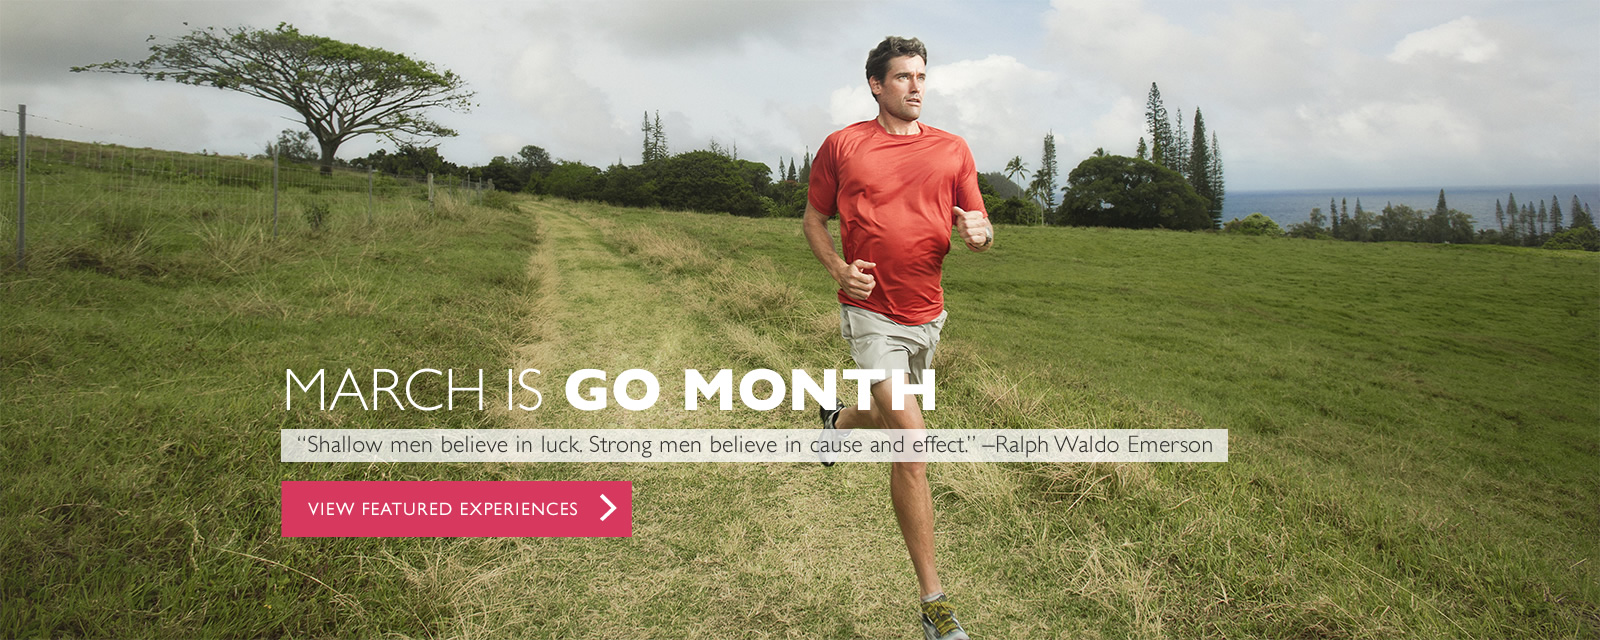 MARCH IS GO MONTH
“Shallow men believe in luck. Strong men believe in cause and effect.” –Ralph Waldo Emerson
VIEW FEATURED EXPERIENCES